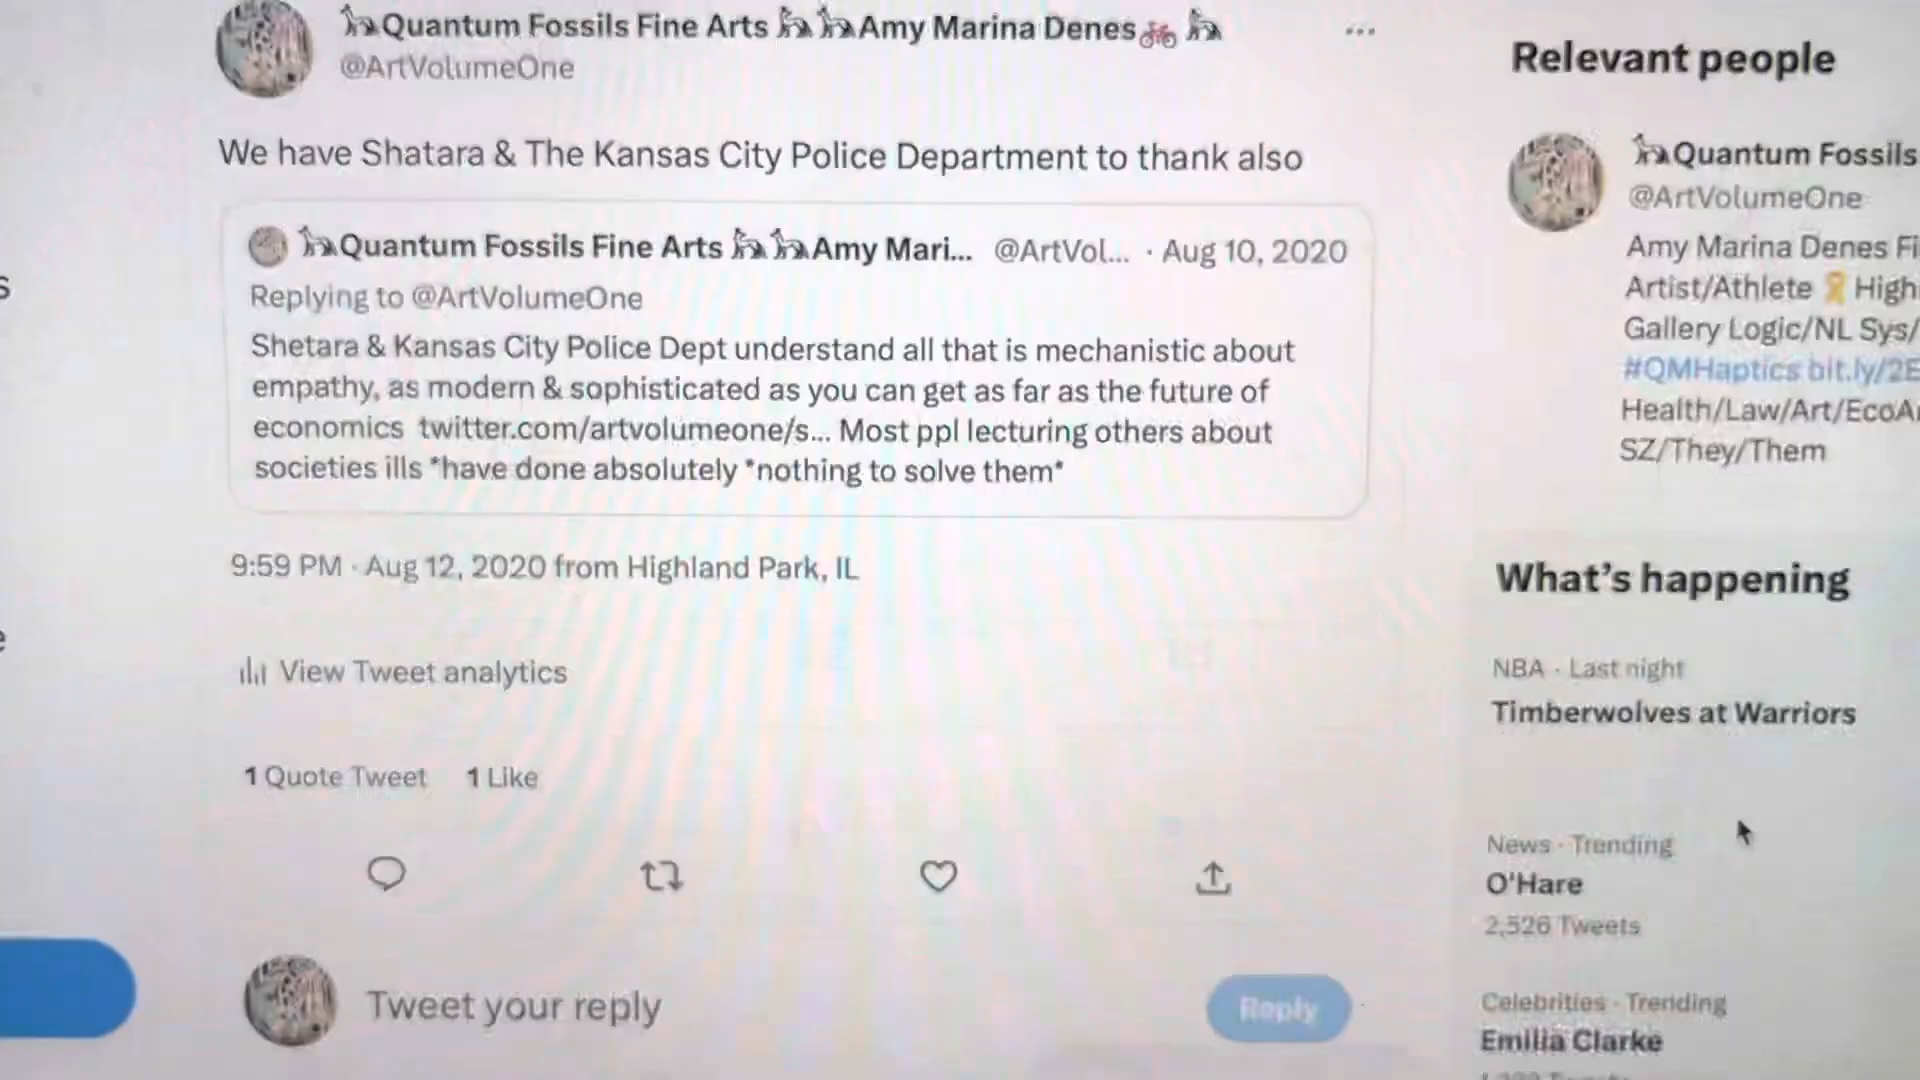 🦙Quantum Fossils Fine Arts 🦙🦙Amy Marina Denes🚲 🦙
@ArtVolumeOne
We have Shatara & The Kansas City Police Department to thank also
🦙Quantum Fossils Fine Arts 🦙🦙Amy Mari... @ArtVol... · Aug 10, 2020
Replying to @ArtVolumeOne
Shetara & Kansas City Police Dept understand all that is mechanistic about
empathy, as modern & sophisticated as you can get as far as the future of
economics twitter.com/artvolumeone/s... Most ppl lecturing others about
societies ills *have done absolutely *nothing to solve them*
9:59 PM · Aug 12, 2020 from Highland Park, IL
View Tweet analytics
1 Quote Tweet 1 Like
Tweet your reply
Reply
Relevant people
🦙Quantum Fossils
@ArtVolumeOne
Amy Marina Denes Fi
Artist/Athlete 🎗 High
Gallery Logic/NL Sys/
#QMHaptics bit.ly/2E
Health/Law/Art/EcoA
SZ/They/Them
What's happening
NBA · Last night
Timberwolves at Warriors
News · Trending
O'Hare
2,526 Tweets
Celebrities · Trending
Emilia Clarke